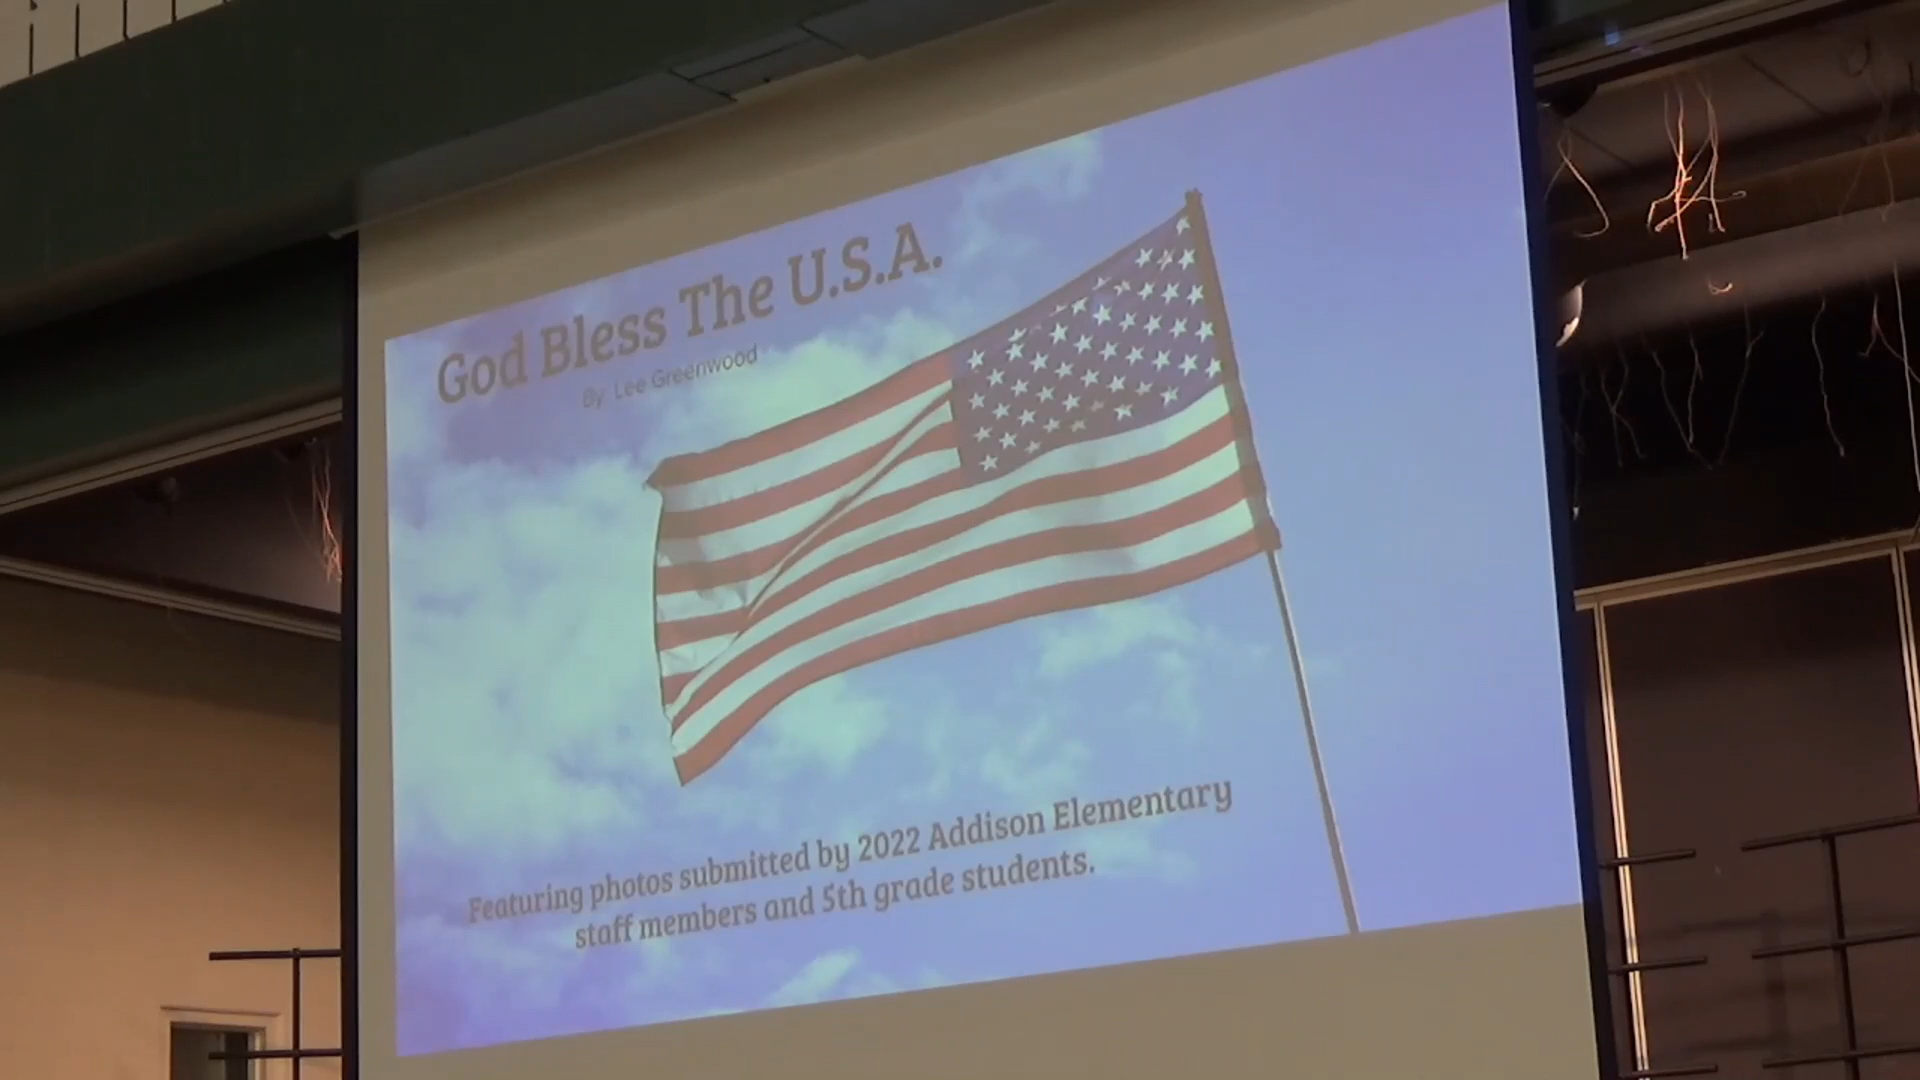 God Bless The U.S.A.
By: Lee Greenwood
Featuring photos submitted by 2022 Addison Elementary
staff members and 5th grade students.